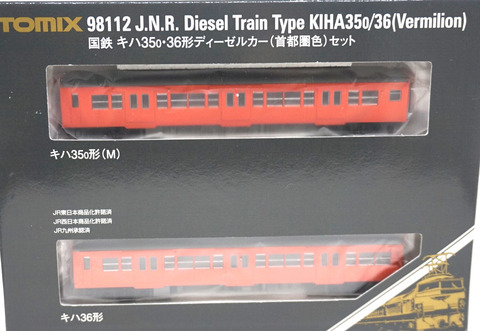 TOMIX 98112 J.N.R. Diesel Train Type KIHA350/36(Vermilion)
国鉄 キハ350・36形ディーゼルカー(首都圏色)セット
キハ350形(M)
JR東日本商品化許諾済
JR西日本商品化許諾済
JR九州承認済
キハ36形